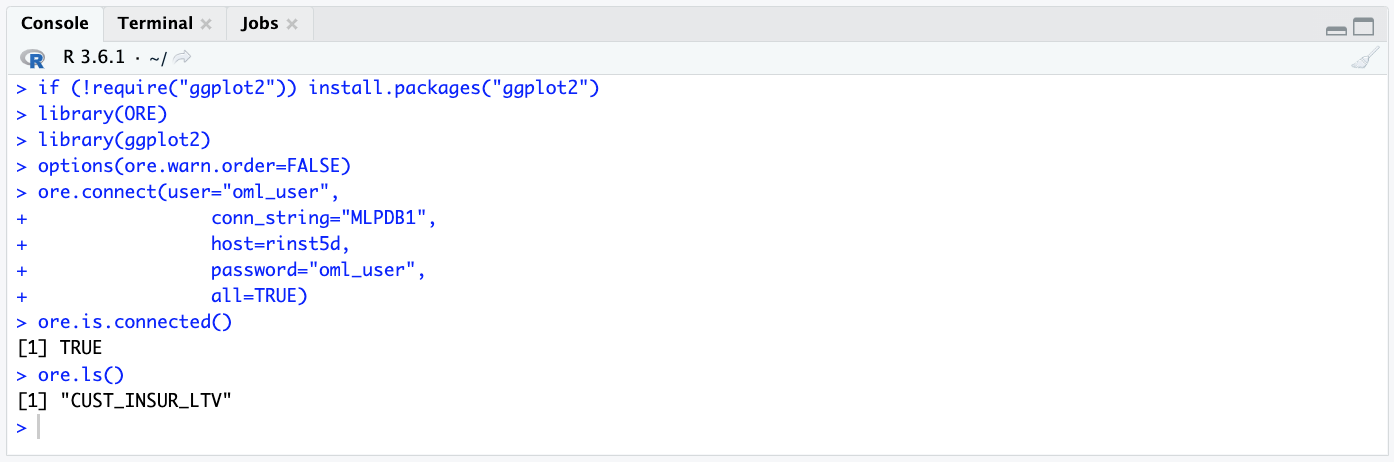 Console Terminal Jobs
R R 3.6.1 · ~/
> if (!require("ggplot2")) install.packages("ggplot2")
> library(ORE)
> library(ggplot2)
> options(ore.warn.order=FALSE)
> ore.connect(user="oml_user",
+                 conn_string="MLPDB1",
+                 host=rinst5d,
+                 password="oml_user",
+                 all=TRUE)
> ore.is.connected()
[1] TRUE
> ore.ls()
[1] "CUST_INSUR_LTV"
>